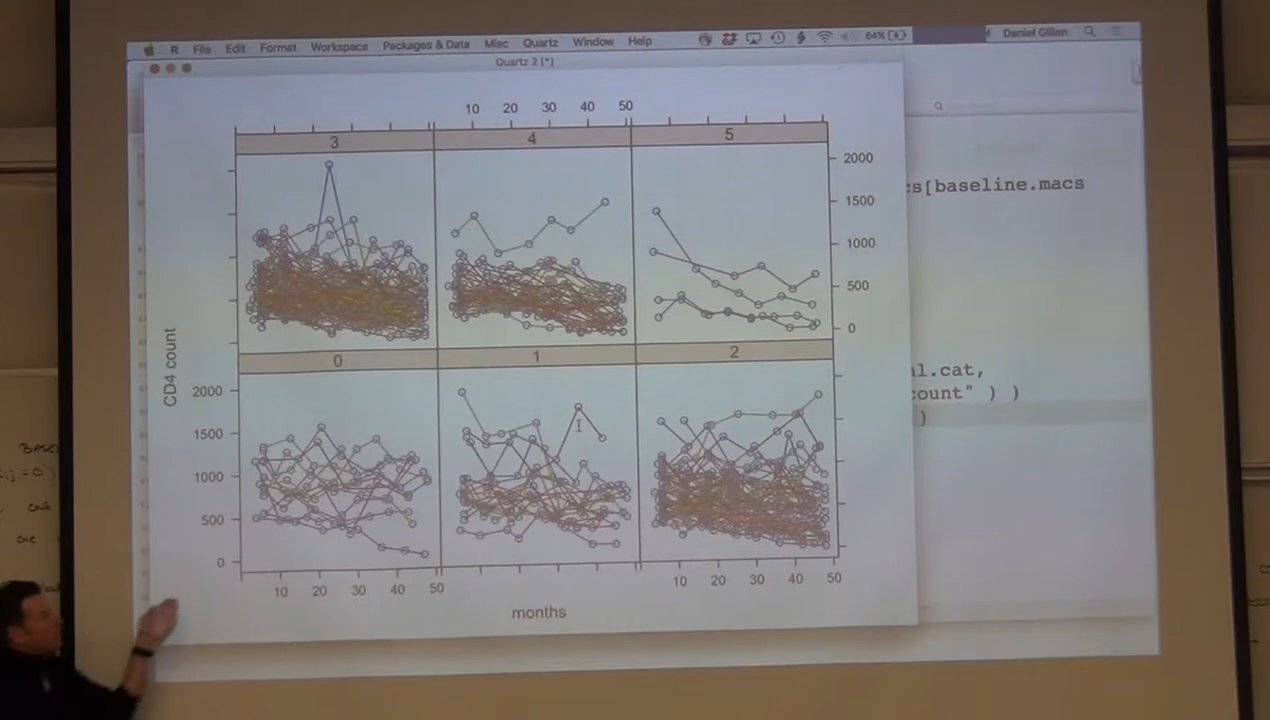 R File Edit Format Workspace Packages & Data Misc Quartz Window Help 64% Daniel Gillen
Quartz 2 [*]
10 20 30 40 50
3 4 5
2000
1500
1000
500
0
s[baseline.macs
CD4 count
0 1 2
2000
1500
1000
500
0
l.cat,
count" ) )
)
10 20 30 40 50 10 20 30 40 50
months
BASE